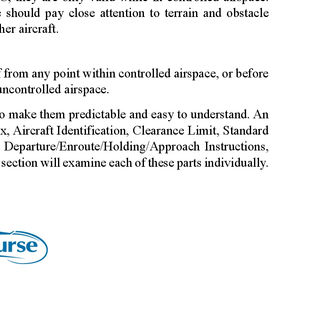 should pay close attention to terrain and obstacle
her aircraft.
from any point within controlled airspace, or before
uncontrolled airspace.
o make them predictable and easy to understand. An
x, Aircraft Identification, Clearance Limit, Standard
Departure/Enroute/Holding/Approach Instructions,
section will examine each of these parts individually.
urse